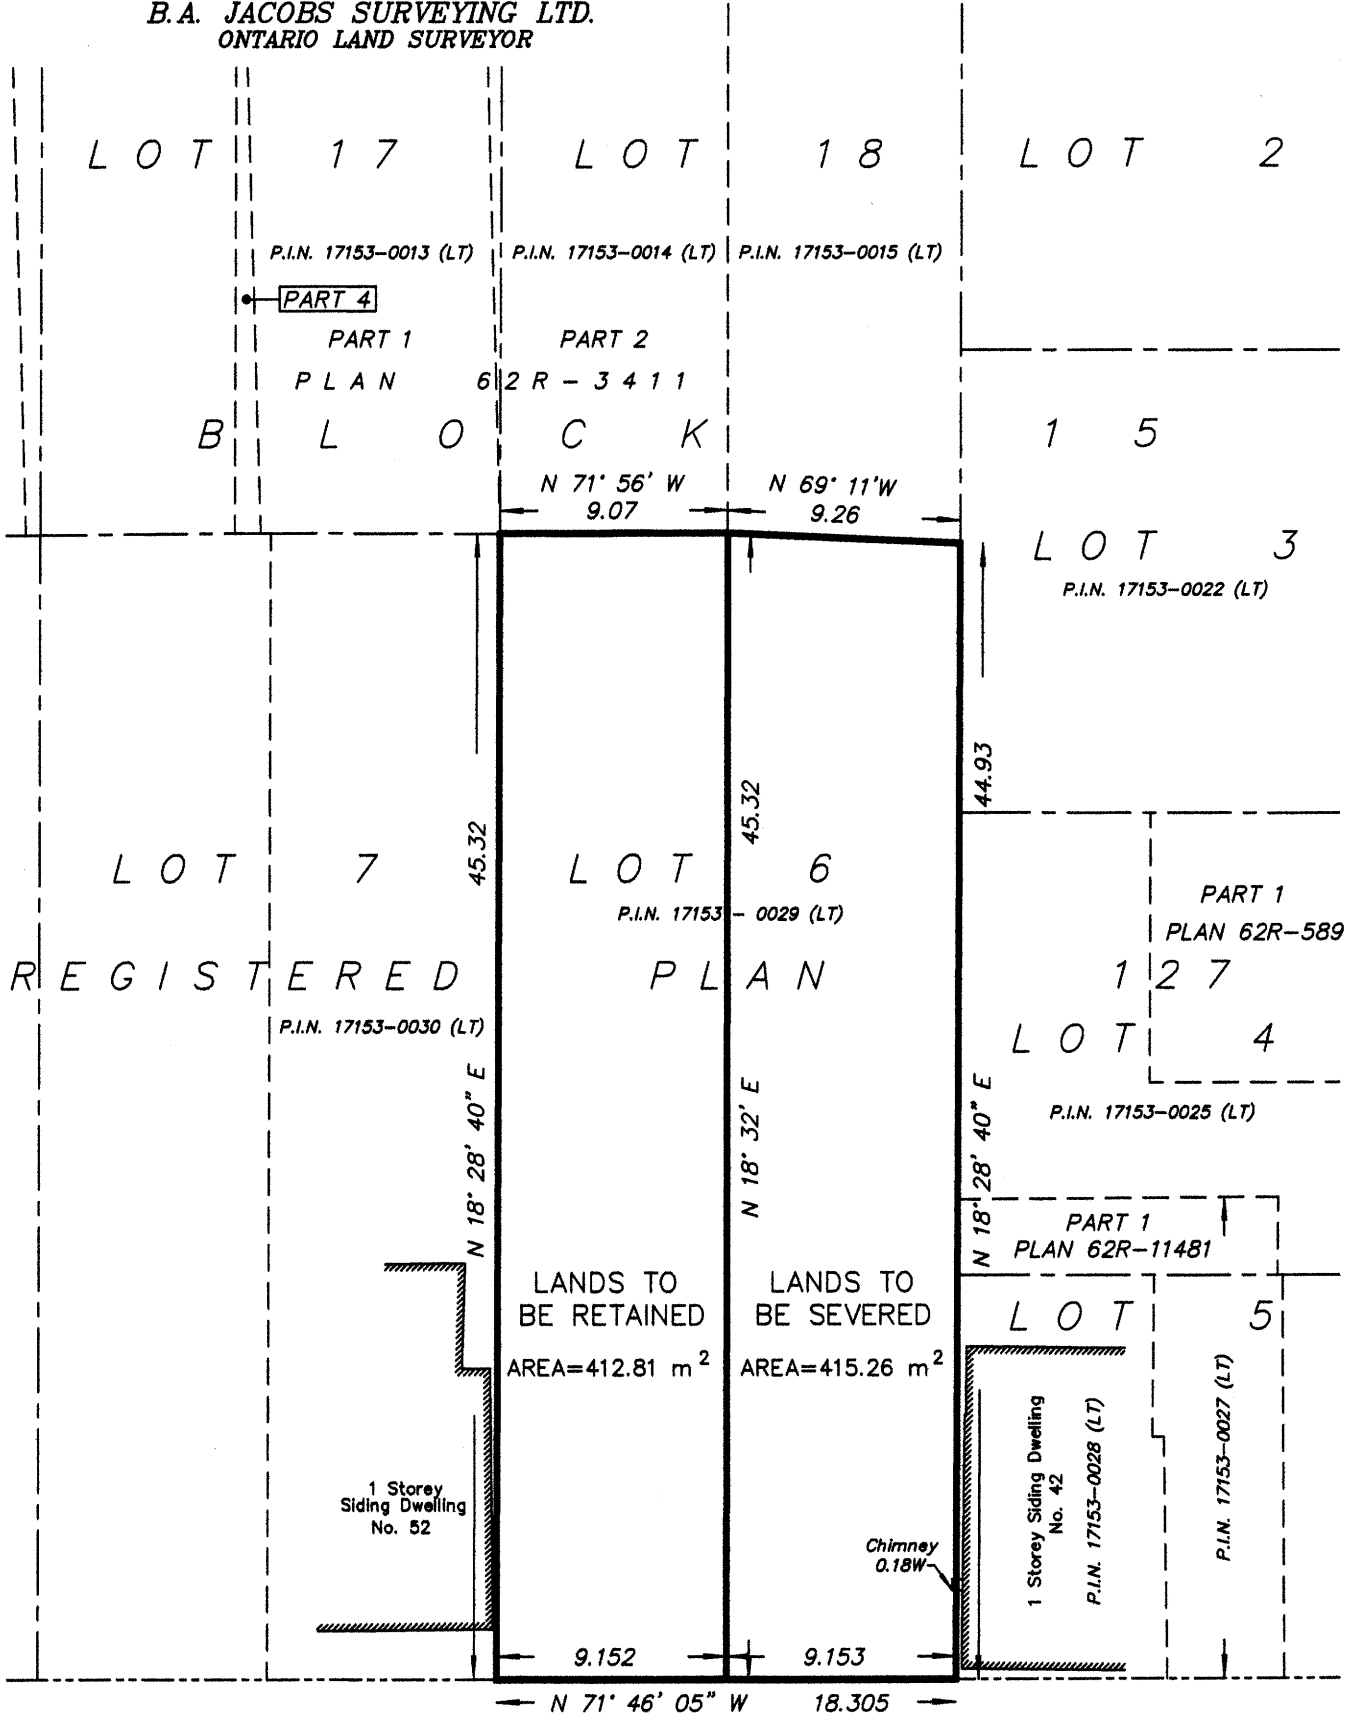 B.A. JACOBS SURVEYING LTD.
ONTARIO LAND SURVEYOR
LOT 17
LOT 18
LOT 2
P.I.N. 17153-0013 (LT)
P.I.N. 17153-0014 (LT)
P.I.N. 17153-0015 (LT)
PART 4
PART 1
PART 2
PLAN 62R-3411
BLOCK 15
N 71° 56' W
9.07
N 69° 11'W
9.26
LOT 3
P.I.N. 17153-0022 (LT)
44.93
45.32
45.32
LOT 7
LOT 6
P.I.N. 17153 - 0029 (LT)
PART 1
PLAN 62R-589
REGISTERED PLAN 127
P.I.N. 17153-0030 (LT)
LOT 4
P.I.N. 17153-0025 (LT)
N 18° 28' 40" E
N 18° 32' E
N 18° 28' 40" E
PART 1
PLAN 62R-11481
LANDS TO
BE RETAINED
AREA=412.81 m²
LANDS TO
BE SEVERED
AREA=415.26 m²
LOT 5
1 Storey
Siding Dwelling
No. 52
Chimney
0.18W
1 Storey Siding Dwelling
No. 42
P.I.N. 17153-0028 (LT)
P.I.N. 17153-0027 (LT)
9.152
9.153
N 71° 46' 05" W 18.305